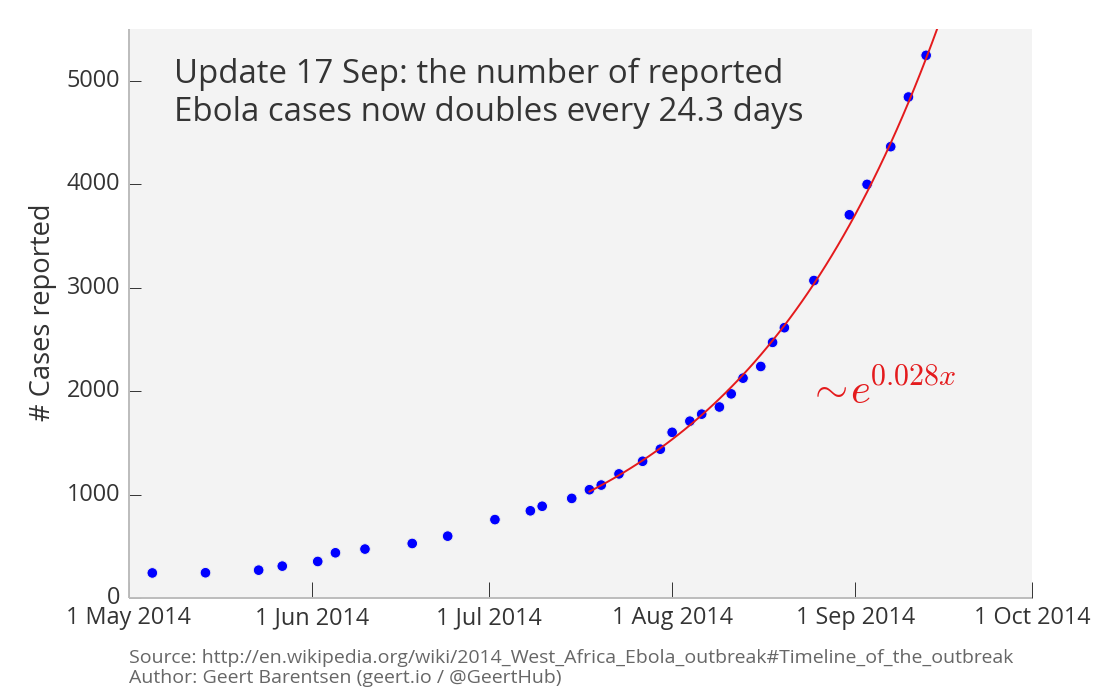 Update 17 Sep: the number of reported
Ebola cases now doubles every 24.3 days
# Cases reported
5000
4000
3000
2000
1000
0
~e^0.028x
1 May 2014
1 Jun 2014
1 Jul 2014
1 Aug 2014
1 Sep 2014
1 Oct 2014
Source: http://en.wikipedia.org/wiki/2014_West_Africa_Ebola_outbreak#Timeline_of_the_outbreak
Author: Geert Barentsen (geert.io / @GeertHub)